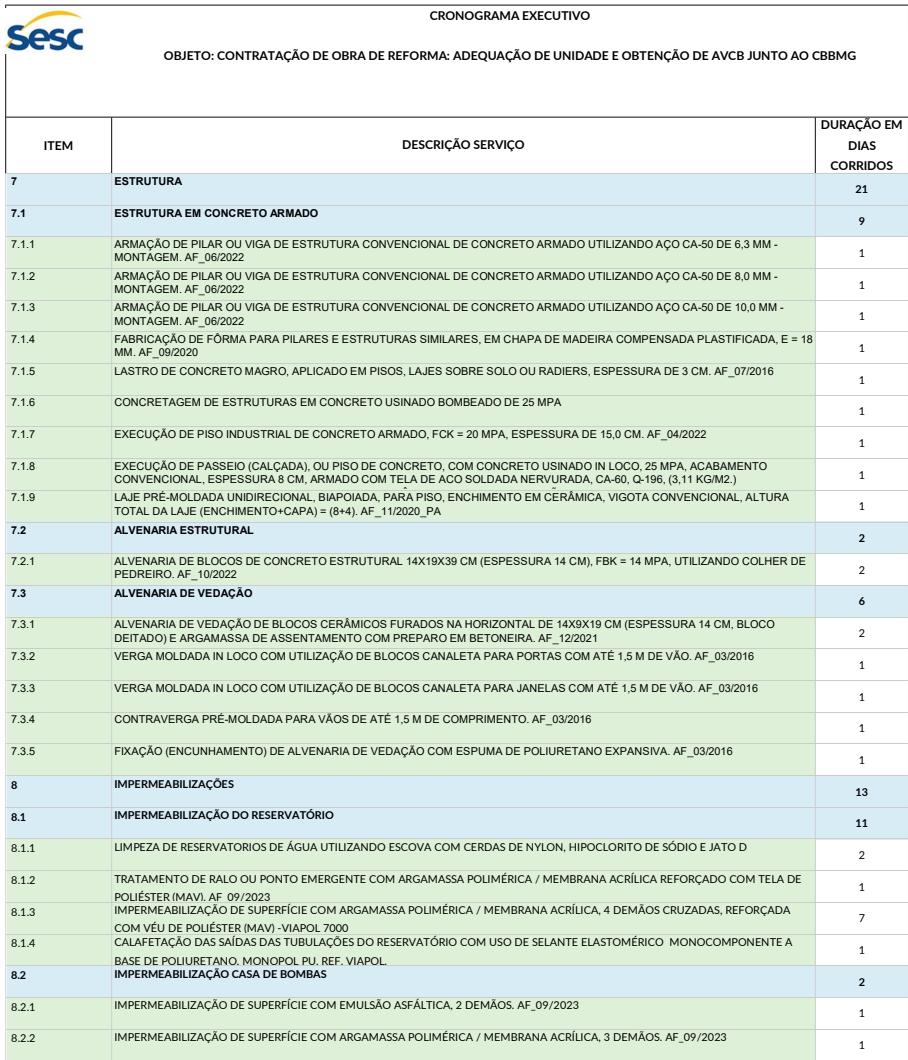 Sesc
CRONOGRAMA EXECUTIVO
OBJETO: CONTRATAÇÃO DE OBRA DE REFORMA: ADEQUAÇÃO DE UNIDADE E OBTENÇÃO DE AVCB JUNTO AO CBBMG
ITEM DESCRIÇÃO SERVIÇO DURAÇÃO EM
DIAS
CORRIDOS
7 ESTRUTURA 21
7.1 ESTRUTURA EM CONCRETO ARMADO 9
7.1.1 ARMAÇÃO DE PILAR OU VIGA DE ESTRUTURA CONVENCIONAL DE CONCRETO ARMADO UTILIZANDO AÇO CA-50 DE 6,3 MM -
MONTAGEM. AF_06/2022 1
7.1.2 ARMAÇÃO DE PILAR OU VIGA DE ESTRUTURA CONVENCIONAL DE CONCRETO ARMADO UTILIZANDO AÇO CA-50 DE 8,0 MM -
MONTAGEM. AF_06/2022 1
7.1.3 ARMAÇÃO DE PILAR OU VIGA DE ESTRUTURA CONVENCIONAL DE CONCRETO ARMADO UTILIZANDO AÇO CA-50 DE 10,0 MM -
MONTAGEM. AF_06/2022 1
7.1.4 FABRICAÇÃO DE FÔRMA PARA PILARES E ESTRUTURAS SIMILARES, EM CHAPA DE MADEIRA COMPENSADA PLASTIFICADA, E = 18
MM. AF_09/2020 1
7.1.5 LASTRO DE CONCRETO MAGRO, APLICADO EM PISOS, LAJES SOBRE SOLO OU RADIERS, ESPESSURA DE 3 CM. AF_07/2016 1
7.1.6 CONCRETAGEM DE ESTRUTURAS EM CONCRETO USINADO BOMBEADO DE 25 MPA 1
7.1.7 EXECUÇÃO DE PISO INDUSTRIAL DE CONCRETO ARMADO, FCK = 20 MPA, ESPESSURA DE 15,0 CM. AF_04/2022 1
7.1.8 EXECUÇÃO DE PASSEIO (CALÇADA), OU PISO DE CONCRETO, COM CONCRETO USINADO IN LOCO, 25 MPA, ACABAMENTO
CONVENCIONAL, ESPESSURA 8 CM, ARMADO COM TELA DE ACO SOLDADA NERVURADA, CA-60, Q-196, (3,11 KG/M2.) 1
7.1.9 LAJE PRÉ-MOLDADA UNIDIRECIONAL, BIAPOIADA, PARA PISO, ENCHIMENTO EM CERÂMICA, VIGOTA CONVENCIONAL, ALTURA
TOTAL DA LAJE (ENCHIMENTO+CAPA) = (8+4). AF_11/2020_PA 1
7.2 ALVENARIA ESTRUTURAL 2
7.2.1 ALVENARIA DE BLOCOS DE CONCRETO ESTRUTURAL 14X19X39 CM (ESPESSURA 14 CM), FBK = 14 MPA, UTILIZANDO COLHER DE
PEDREIRO. AF_10/2022 2
7.3 ALVENARIA DE VEDAÇÃO 6
7.3.1 ALVENARIA DE VEDAÇÃO DE BLOCOS CERÂMICOS FURADOS NA HORIZONTAL DE 14X9X19 CM (ESPESSURA 14 CM, BLOCO
DEITADO) E ARGAMASSA DE ASSENTAMENTO COM PREPARO EM BETONEIRA. AF_12/2021 2
7.3.2 VERGA MOLDADA IN LOCO COM UTILIZAÇÃO DE BLOCOS CANALETA PARA PORTAS COM ATÉ 1,5 M DE VÃO. AF_03/2016 1
7.3.3 VERGA MOLDADA IN LOCO COM UTILIZAÇÃO DE BLOCOS CANALETA PARA JANELAS COM ATÉ 1,5 M DE VÃO. AF_03/2016 1
7.3.4 CONTRAVERGA PRÉ-MOLDADA PARA VÃOS DE ATÉ 1,5 M DE COMPRIMENTO. AF_03/2016 1
7.3.5 FIXAÇÃO (ENCUNHAMENTO) DE ALVENARIA DE VEDAÇÃO COM ESPUMA DE POLIURETANO EXPANSIVA. AF_03/2016 1
8 IMPERMEABILIZAÇÕES 13
8.1 IMPERMEABILIZAÇÃO DO RESERVATÓRIO 11
8.1.1 LIMPEZA DE RESERVATORIOS DE ÁGUA UTILIZANDO ESCOVA COM CERDAS DE NYLON, HIPOCLORITO DE SÓDIO E JATO D 2
8.1.2 TRATAMENTO DE RALO OU PONTO EMERGENTE COM ARGAMASSA POLIMÉRICA / MEMBRANA ACRÍLICA REFORÇADO COM TELA DE
POLIÉSTER (MAV). AF_09/2023 1
8.1.3 IMPERMEABILIZAÇÃO DE SUPERFÍCIE COM ARGAMASSA POLIMÉRICA / MEMBRANA ACRÍLICA, 4 DEMÃOS CRUZADAS, REFORÇADA
COM VÉU DE POLIÉSTER (MAV) -VIAPOL 7000 7
8.1.4 CALAFETAÇÃO DAS SAÍDAS DAS TUBULAÇÕES DO RESERVATÓRIO COM USO DE SELANTE ELASTOMÉRICO MONOCOMPONENTE A
BASE DE POLIURETANO. MONOPOL PU. REF. VIAPOL. 1
8.2 IMPERMEABILIZAÇÃO CASA DE BOMBAS 2
8.2.1 IMPERMEABILIZAÇÃO DE SUPERFÍCIE COM EMULSÃO ASFÁLTICA, 2 DEMÃOS. AF_09/2023 1
8.2.2 IMPERMEABILIZAÇÃO DE SUPERFÍCIE COM ARGAMASSA POLIMÉRICA / MEMBRANA ACRÍLICA, 3 DEMÃOS. AF_09/2023 1